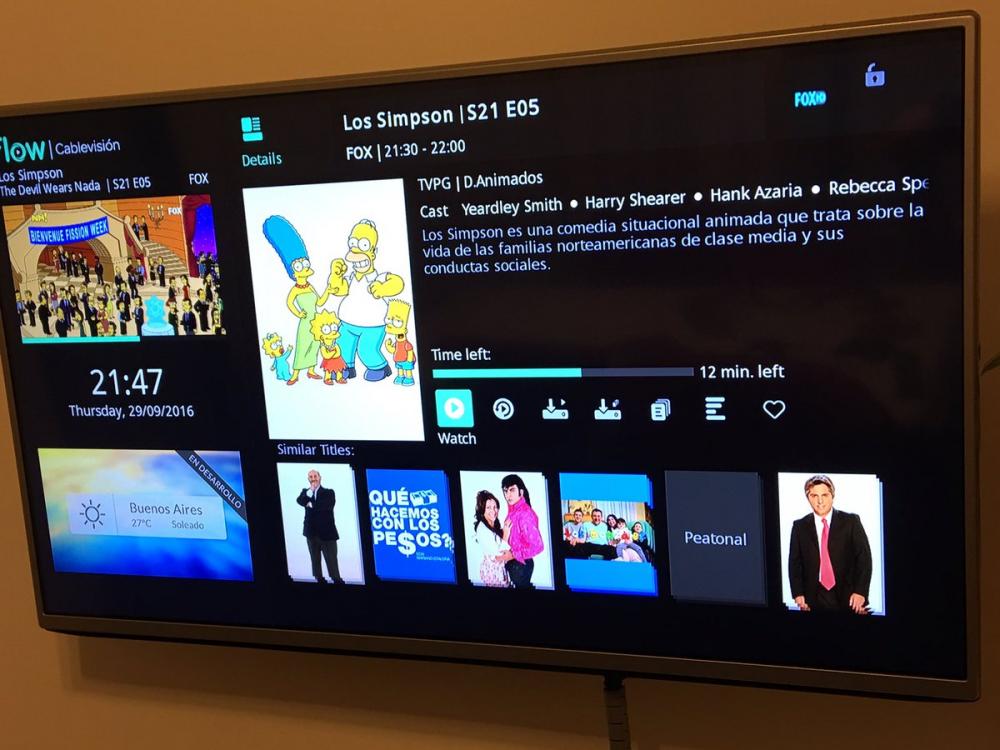 flow | Cablevisión
Los Simpson
The Devil Wears Nada | S21 E05 FOX
NH!
FOX
BIENVENUE FISSION WEEK
21:47
Thursday, 29/09/2016
EN DESARROLLO
Buenos Aires
27°C Soleado
Details
Los Simpson | S21 E05
FOX | 21:30 - 22:00
FOX HD
TVPG | D.Animados
Cast Yeardley Smith • Harry Shearer • Hank Azaria • Rebecca Spe
Los Simpson es una comedia situacional animada que trata sobre la
vida de las familias norteamericanas de clase media y sus
conductas sociales.
Time left:
12 min. left
Watch
Similar Titles:
QUÉ
HACEMOS
CON LOS
PE$OS?
Peatonal